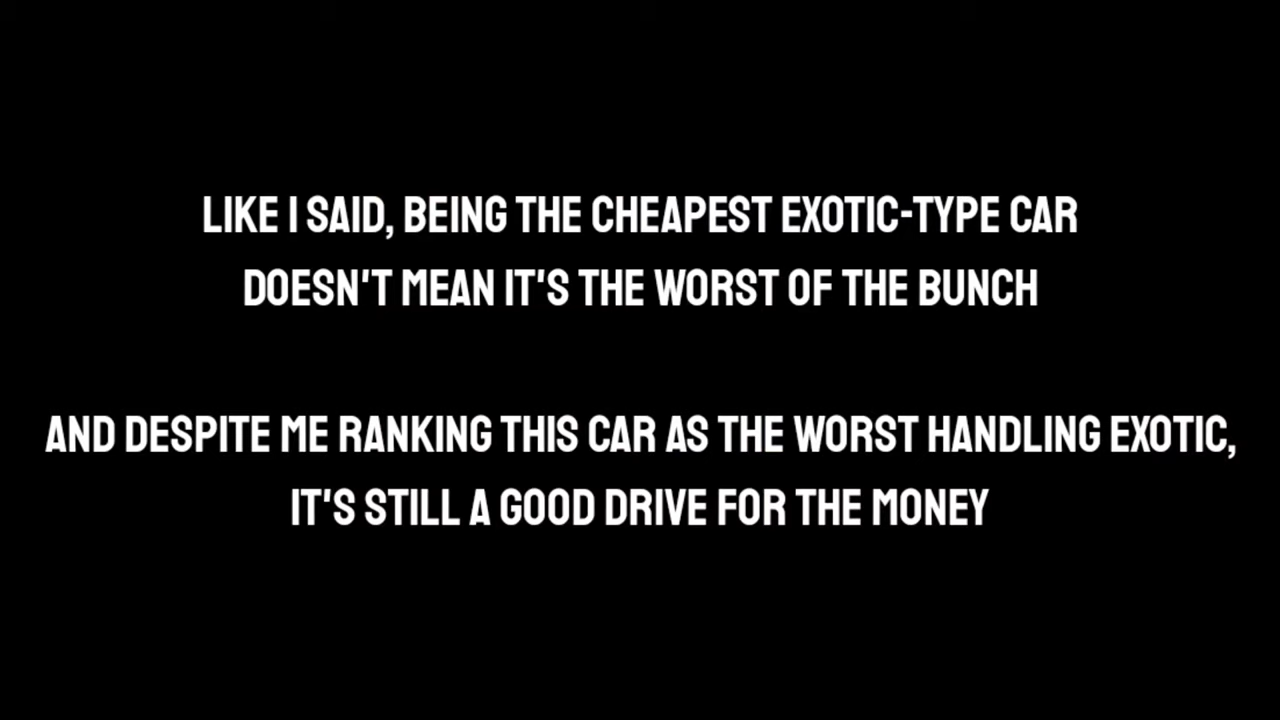 LIKE I SAID, BEING THE CHEAPEST EXOTIC-TYPE CAR
DOESN'T MEAN IT'S THE WORST OF THE BUNCH
AND DESPITE ME RANKING THIS CAR AS THE WORST HANDLING EXOTIC,
IT'S STILL A GOOD DRIVE FOR THE MONEY